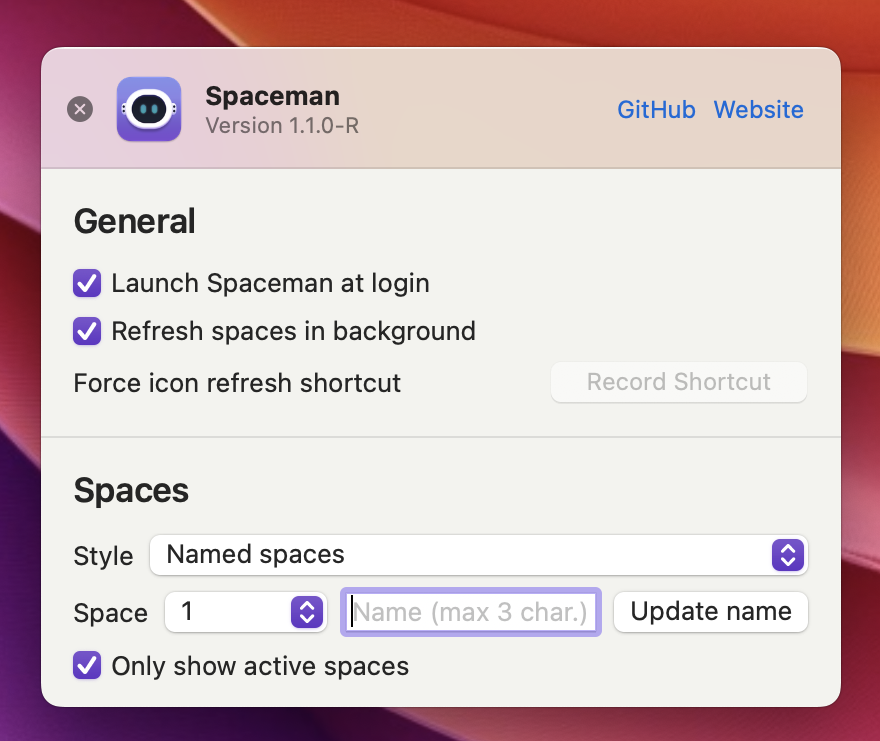 Spaceman
Version 1.1.0-R
GitHub Website
General
Launch Spaceman at login
Refresh spaces in background
Force icon refresh shortcut Record Shortcut
Spaces
Style Named spaces
Space 1 Name (max 3 char.) Update name
Only show active spaces